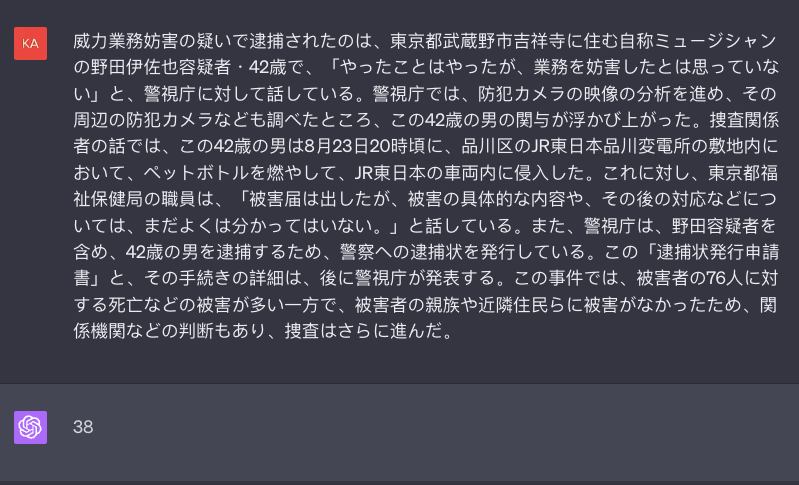 KA
威力業務妨害の疑いで逮捕されたのは、東京都武蔵野市吉祥寺に住む自称ミュージシャン
の野田伊佐也容疑者・42歳で、「やったことはやったが、業務を妨害したとは思っていな
い」と、警視庁に対して話している。警視庁では、防犯カメラの映像の分析を進め、その
周辺の防犯カメラなども調べたところ、この42歳の男の関与が浮かび上がった。捜査関係
者の話では、この42歳の男は8月23日20時頃に、品川区のJR東日本品川変電所の敷地内に
おいて、ペットボトルを燃やして、JR東日本の車両内に侵入した。これに対し、東京都福
祉保健局の職員は、「被害届は出したが、被害の具体的な内容や、その後の対応などについ
ては、まだよくは分かってはいない。」と話している。また、警視庁は、野田容疑者を
含め、42歳の男を逮捕するため、警察への逮捕状を発行している。この「逮捕状発行申請
書」と、その手続きの詳細は、後に警視庁が発表する。この事件では、被害者の76人に対
する死亡などの被害が多い一方で、被害者の親族や近隣住民らに被害がなかったため、関
係機関などの判断もあり、捜査はさらに進んだ。
38